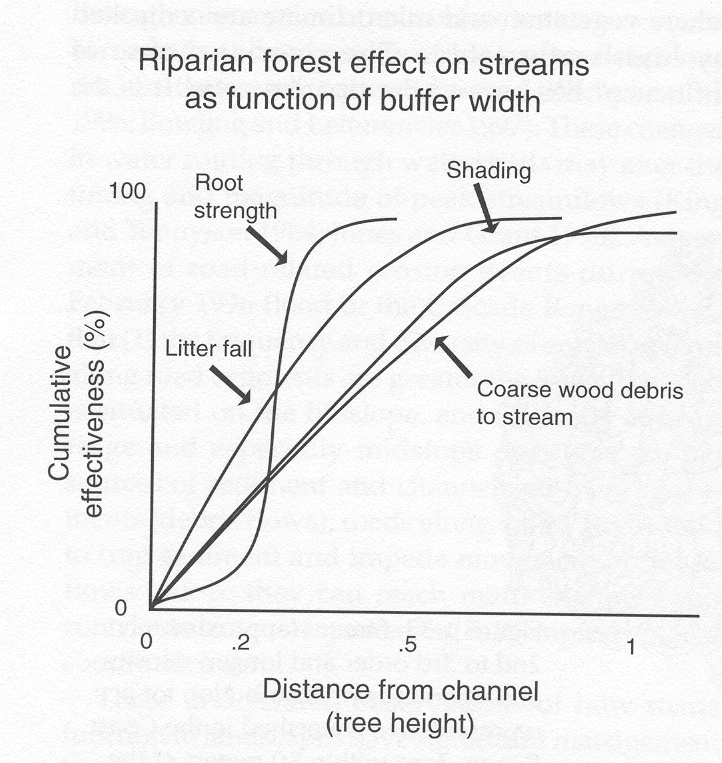 Riparian forest effect on streams
as function of buffer width
100
Root
strength
Shading
Litter fall
Coarse wood debris
to stream
Cumulative
effectiveness (%)
0
0 .2 .5 1
Distance from channel
(tree height)